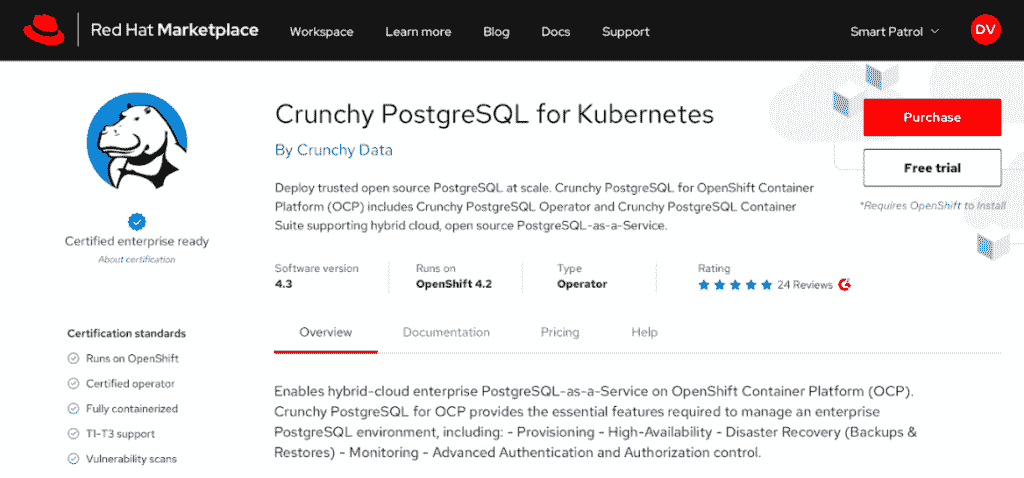 Red Hat Marketplace Workspace Learn more Blog Docs Support Smart Patrol DV
Crunchy PostgreSQL for Kubernetes
By Crunchy Data
Deploy trusted open source PostgreSQL at scale. Crunchy PostgreSQL for OpenShift Container
Platform (OCP) includes Crunchy PostgreSQL Operator and Crunchy PostgreSQL Container
Suite supporting hybrid cloud, open source PostgreSQL-as-a-Service.
Purchase
Free trial
*Requires OpenShift to Install
Certified enterprise ready
About certification
Software version Runs on Type Rating
4.3 OpenShift 4.2 Operator 24 Reviews
Certification standards
Runs on OpenShift
Certified operator
Fully containerized
T1-T3 support
Vulnerability scans
Overview Documentation Pricing Help
Enables hybrid-cloud enterprise PostgreSQL-as-a-Service on OpenShift Container Platform (OCP).
Crunchy PostgreSQL for OCP provides the essential features required to manage an enterprise
PostgreSQL environment, including: - Provisioning - High-Availability - Disaster Recovery (Backups &
Restores) - Monitoring - Advanced Authentication and Authorization control.